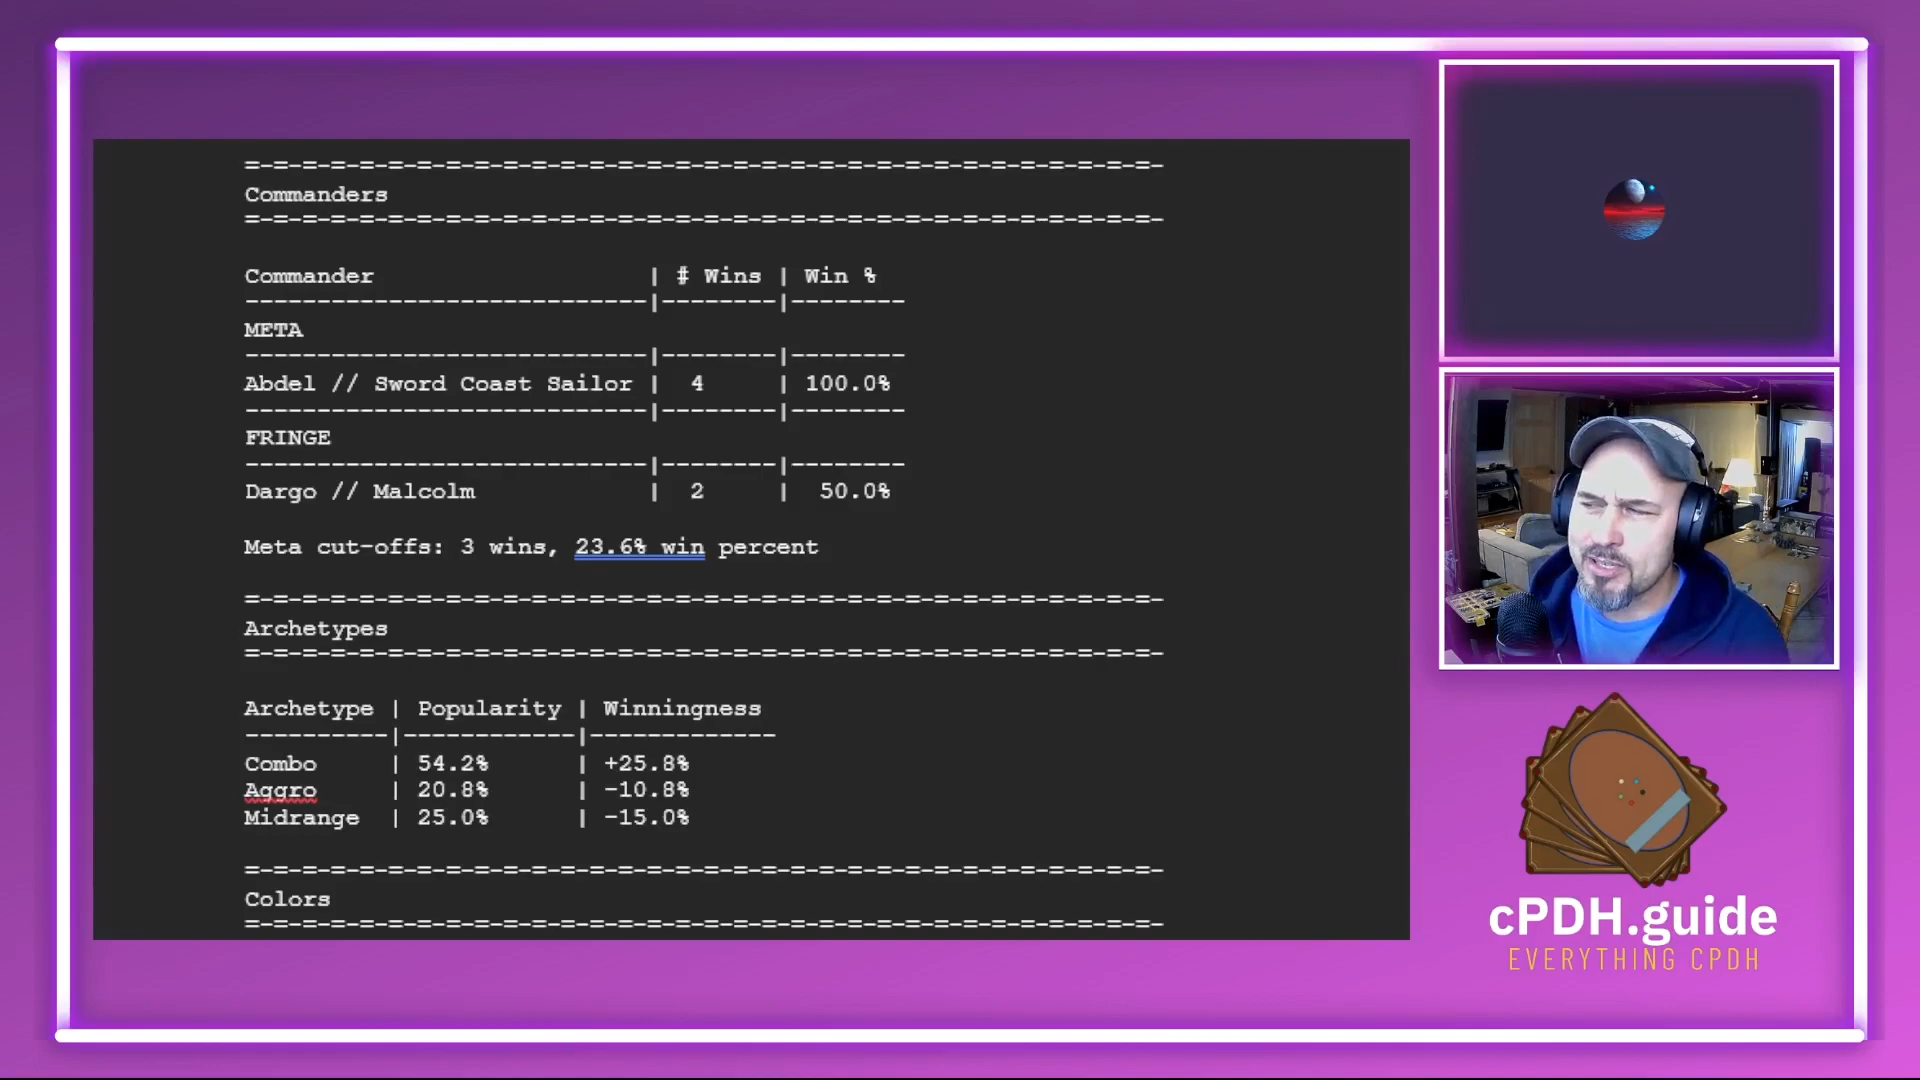 =-=-=-=-=-=-=-=-=-=-=-=-=-=-=-=-=-=-=-=-=-=-=-=-=-=-=-=-=-=-=-=-
Commanders
=-=-=-=-=-=-=-=-=-=-=-=-=-=-=-=-=-=-=-=-=-=-=-=-=-=-=-=-=-=-=-=-
Commander                   | # Wins | Win %
----------------------------|--------|--------
META
----------------------------|--------|--------
Abdel // Sword Coast Sailor |  4     | 100.0%
----------------------------|--------|--------
FRINGE
----------------------------|--------|--------
Dargo // Malcolm            |  2     |  50.0%
Meta cut-offs: 3 wins, 23.6% win percent
=-=-=-=-=-=-=-=-=-=-=-=-=-=-=-=-=-=-=-=-=-=-=-=-=-=-=-=-=-=-=-=-
Archetypes
=-=-=-=-=-=-=-=-=-=-=-=-=-=-=-=-=-=-=-=-=-=-=-=-=-=-=-=-=-=-=-=-
Archetype | Popularity | Winningness
----------|------------|-------------
Combo     | 54.2%      | +25.8%
Aggro     | 20.8%      | -10.8%
Midrange  | 25.0%      | -15.0%
=-=-=-=-=-=-=-=-=-=-=-=-=-=-=-=-=-=-=-=-=-=-=-=-=-=-=-=-=-=-=-=-
Colors
=-=-=-=-=-=-=-=-=-=-=-=-=-=-=-=-=-=-=-=-=-=-=-=-=-=-=-=-=-=-=-=-
cPDH.guide
EVERYTHING CPDH